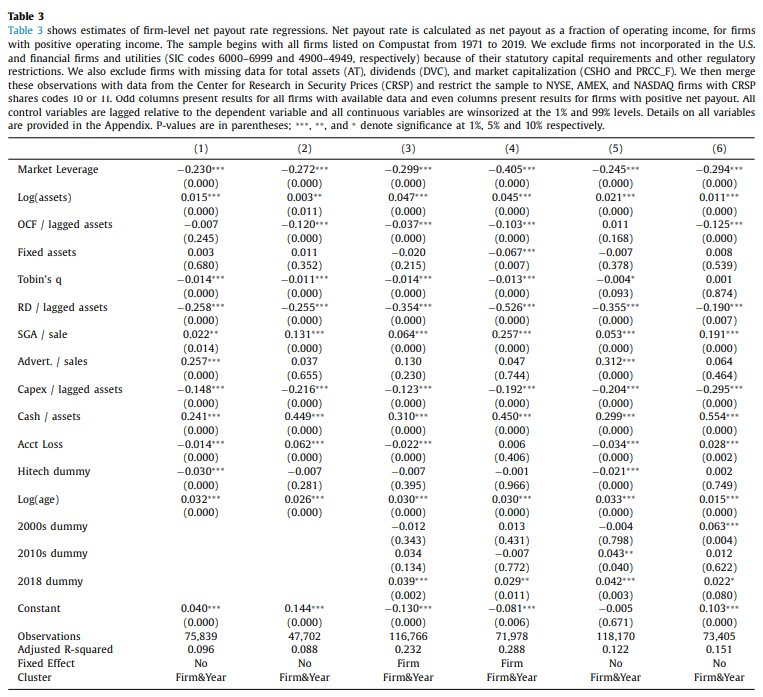 Table 3
Table 3 shows estimates of firm-level net payout rate regressions. Net payout rate is calculated as net payout as a fraction of operating income, for firms
with positive operating income. The sample begins with all firms listed on Compustat from 1971 to 2019. We exclude firms not incorporated in the U.S.
and financial firms and utilities (SIC codes 6000–6999 and 4900–4949, respectively) because of their statutory capital requirements and other regulatory
restrictions. We also exclude firms with missing data for total assets (AT), dividends (DVC), and market capitalization (CSHO and PRCC_F). We then merge
these observations with data from the Center for Research in Security Prices (CRSP) and restrict the sample to NYSE, AMEX, and NASDAQ firms with CRSP
shares codes 10 or 11. Odd columns present results for all firms with available data and even columns present results for firms with positive net payout. All
control variables are lagged relative to the dependent variable and all continuous variables are winsorized at the 1% and 99% levels. Details on all variables
are provided in the Appendix. P-values are in parentheses; ***, **, and * denote significance at 1%, 5% and 10% respectively.
(1) (2) (3) (4) (5) (6)
Market Leverage −0.230*** −0.272*** −0.299*** −0.405*** −0.245*** −0.294***
(0.000) (0.000) (0.000) (0.000) (0.000) (0.000)
Log(assets) 0.015*** 0.003** 0.047*** 0.045*** 0.021*** 0.011***
(0.000) (0.011) (0.000) (0.000) (0.000) (0.000)
OCF / lagged assets −0.007 −0.120*** −0.037*** −0.103*** 0.011 −0.125***
(0.245) (0.000) (0.000) (0.000) (0.168) (0.000)
Fixed assets 0.003 0.011 −0.020 −0.067*** −0.007 0.008
(0.680) (0.352) (0.215) (0.007) (0.378) (0.539)
Tobin's q −0.014*** −0.011*** −0.014*** −0.013*** −0.004* 0.001
(0.000) (0.000) (0.000) (0.000) (0.093) (0.874)
RD / lagged assets −0.258*** −0.255*** −0.354*** −0.526*** −0.355*** −0.190***
(0.000) (0.000) (0.000) (0.000) (0.000) (0.007)
SGA / sale 0.022** 0.131*** 0.064*** 0.257*** 0.053*** 0.191***
(0.014) (0.000) (0.000) (0.000) (0.000) (0.000)
Advert. / sales 0.257*** 0.037 0.130 0.047 0.312*** 0.064
(0.000) (0.655) (0.230) (0.744) (0.000) (0.464)
Capex / lagged assets −0.148*** −0.216*** −0.123*** −0.192*** −0.204*** −0.295***
(0.000) (0.000) (0.000) (0.000) (0.000) (0.000)
Cash / assets 0.241*** 0.449*** 0.310*** 0.450*** 0.299*** 0.554***
(0.000) (0.000) (0.000) (0.000) (0.000) (0.000)
Acct Loss −0.014*** 0.062*** −0.022*** 0.006 −0.034*** 0.028***
(0.000) (0.000) (0.000) (0.406) (0.000) (0.002)
Hitech dummy −0.030*** −0.007 −0.007 −0.001 −0.021*** 0.002
(0.000) (0.281) (0.395) (0.966) (0.000) (0.749)
Log(age) 0.032*** 0.026*** 0.030*** 0.030*** 0.033*** 0.015***
(0.000) (0.000) (0.000) (0.000) (0.000) (0.000)
2000s dummy −0.012 0.013 −0.004 0.063***
(0.343) (0.431) (0.798) (0.004)
2010s dummy 0.034 −0.007 0.043** 0.012
(0.134) (0.772) (0.040) (0.622)
2018 dummy 0.039*** 0.029** 0.042*** 0.022*
(0.002) (0.011) (0.003) (0.080)
Constant 0.040*** 0.144*** −0.130*** −0.081*** −0.005 0.103***
(0.000) (0.000) (0.000) (0.006) (0.671) (0.000)
Observations 75,839 47,702 116,766 71,978 118,170 73,405
Adjusted R-squared 0.096 0.088 0.232 0.288 0.122 0.151
Fixed Effect No No Firm Firm No No
Cluster Firm&Year Firm&Year Firm&Year Firm&Year Firm&Year Firm&Year